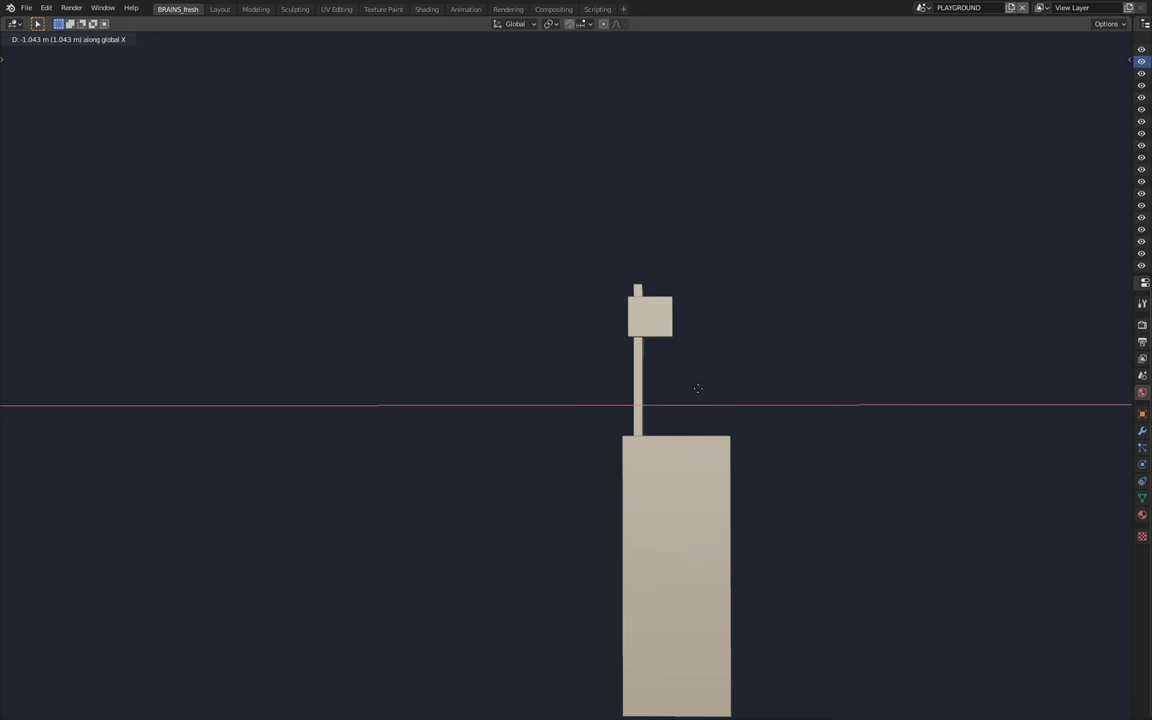 File Edit Render Window Help BRAINS_fresh Layout Modeling Sculpting UV Editing Texture Paint Shading Animation Rendering Compositing Scripting + PLAYGROUND View Layer
Global Options
D: -1.043 m (1.043 m) along global X